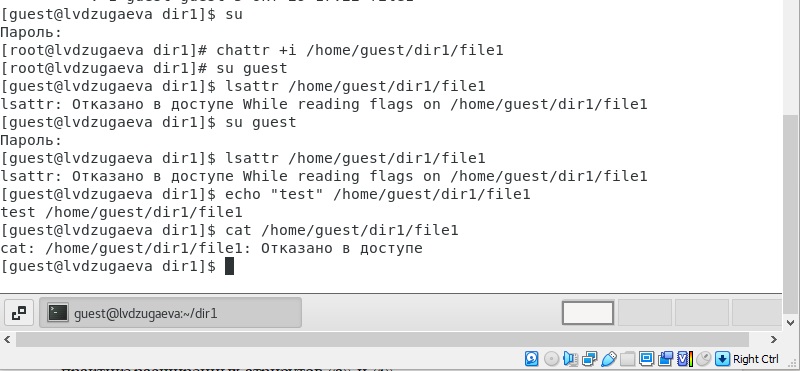 [guest@lvdzugaeva dir1]$ su
Пароль:
[root@lvdzugaeva dir1]# chattr +i /home/guest/dir1/file1
[root@lvdzugaeva dir1]# su guest
[guest@lvdzugaeva dir1]$ lsattr /home/guest/dir1/file1
lsattr: Отказано в доступе While reading flags on /home/guest/dir1/file1
[guest@lvdzugaeva dir1]$ su guest
Пароль:
[guest@lvdzugaeva dir1]$ lsattr /home/guest/dir1/file1
lsattr: Отказано в доступе While reading flags on /home/guest/dir1/file1
[guest@lvdzugaeva dir1]$ echo "test" /home/guest/dir1/file1
test /home/guest/dir1/file1
[guest@lvdzugaeva dir1]$ cat /home/guest/dir1/file1
cat: /home/guest/dir1/file1: Отказано в доступе
[guest@lvdzugaeva dir1]$
guest@lvdzugaeva:~/dir1
Right Ctrl